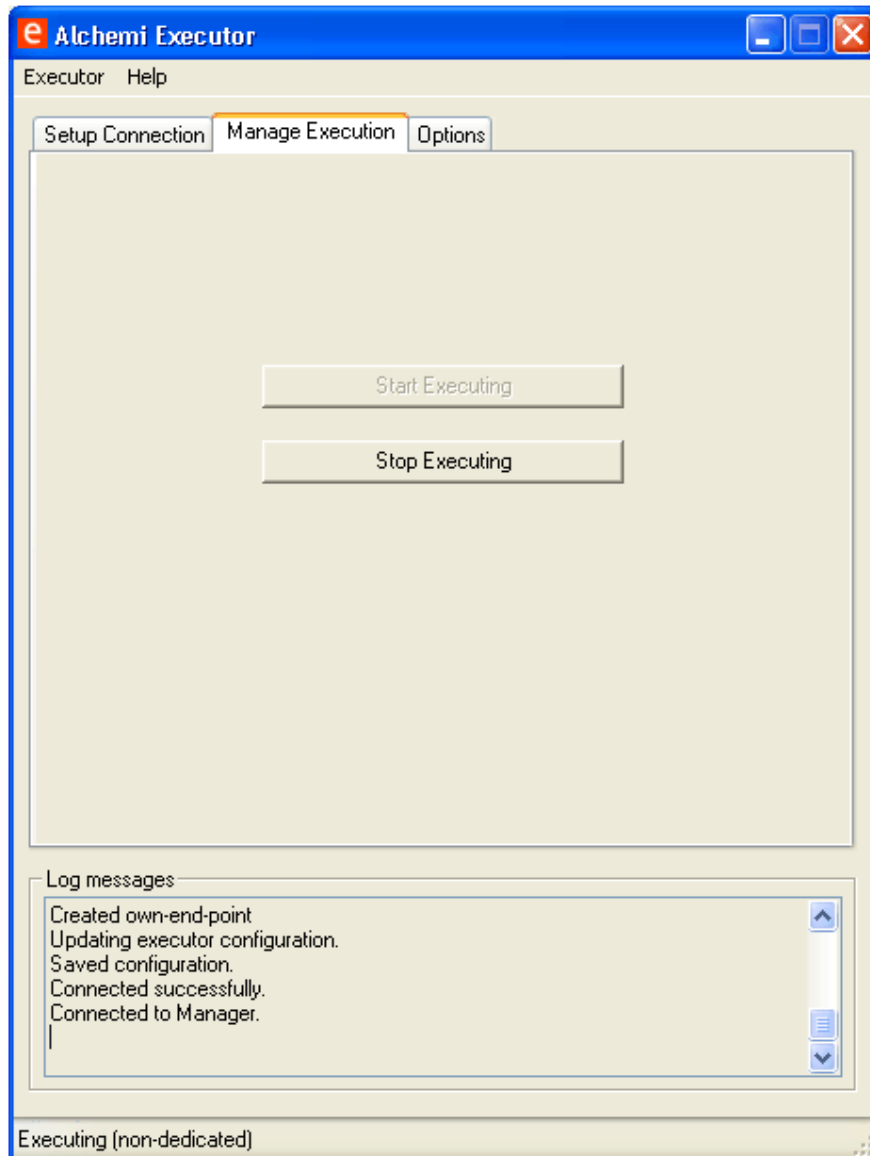 e Alchemi Executor
Executor Help
Setup Connection Manage Execution Options
Start Executing
Stop Executing
Log messages
Created own-end-point
Updating executor configuration.
Saved configuration.
Connected successfully.
Connected to Manager.
Executing (non-dedicated)